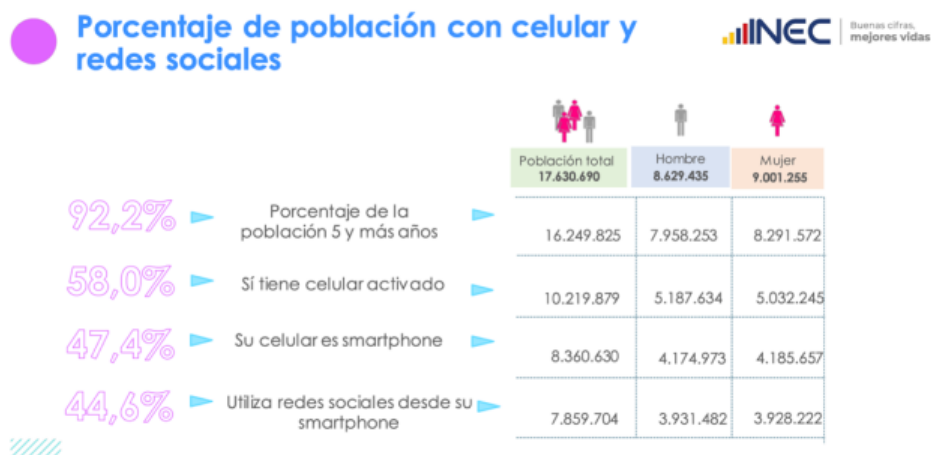 Porcentaje de población con celular y
redes sociales
INEC
Buenas cifras,
mejores vidas
Población total
17.630.690
Hombre
8.629.435
Mujer
9.001.255
92,2%
Porcentaje de la
población 5 y más años
16.249.825
7.958.253
8.291.572
58,0%
Sí tiene celular activado
10.219.879
5.187.634
5.032.245
47,4%
Su celular es smartphone
8.360.630
4.174.973
4.185.657
44,6%
Utiliza redes sociales desde su
smartphone
7.859.704
3.931.482
3.928.222